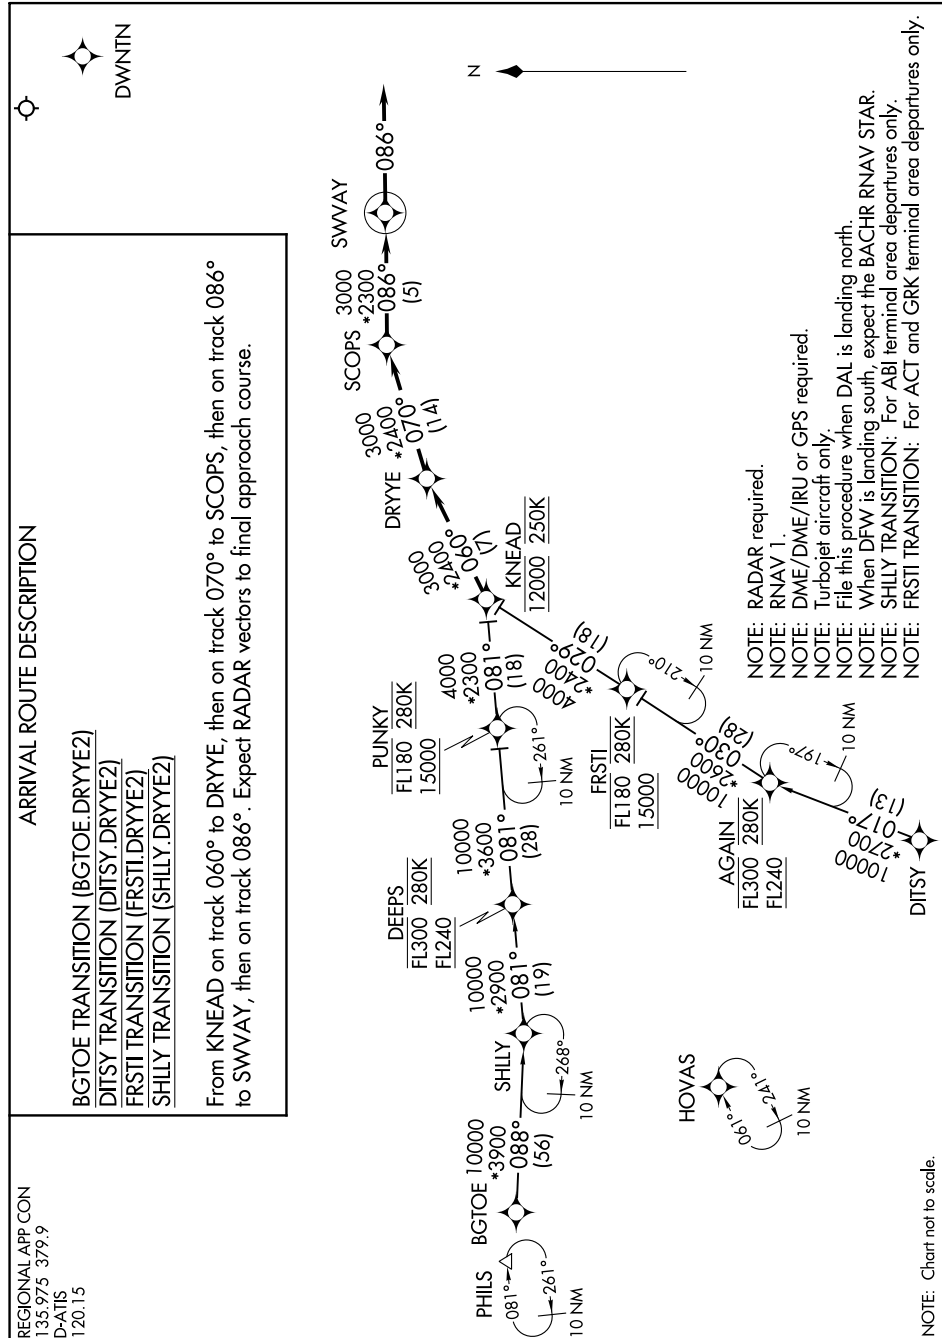 REGIONAL APP CON
135.975 379.9
D-ATIS
120.15
ARRIVAL ROUTE DESCRIPTION
BGTOE TRANSITION (BGTOE.DRYYE2)
DITSY TRANSITION (DITSY.DRYYE2)
FRSTI TRANSITION (FRSTI.DRYYE2)
SHLLY TRANSITION (SHLLY.DRYYE2)
From KNEAD on track 060° to DRYYE, then on track 070° to SCOPS, then on track 086°
to SWVAY, then on track 086°. Expect RADAR vectors to final approach course.
DWNTN
N
PHILS
081°
261°
10 NM
BGTOE
10000
*3900
088°
(56)
SHLLY
268°
10 NM
10000
*2900
081°
(19)
DEEPS
FL300 280K
FL240
10000
*3600
081°
(28)
PUNKY
FL180 280K
15000
261°
10 NM
4000
*2300
081°
(18)
KNEAD
12000 250K
3000
*2400
060°
(7)
DRYYE
3000
*2400
070°
(14)
SCOPS
3000
*2300
086°
(5)
SWVAY
086°
HOVAS
061°
241°
10 NM
DITSY
10000
*2700
017°
(13)
AGAIN
FL300 280K
FL240
197°
10 NM
10000
*2600
030°
(28)
FRSTI
FL180 280K
15000
210°
10 NM
4000
*2400
029°
(18)
NOTE: RADAR required.
NOTE: RNAV 1.
NOTE: DME/DME/IRU or GPS required.
NOTE: Turbojet aircraft only.
NOTE: File this procedure when DAL is landing north.
NOTE: When DFW is landing south, expect the BACHR RNAV STAR.
NOTE: SHLLY TRANSITION: For ABI terminal area departures only.
NOTE: FRSTI TRANSITION: For ACT and GRK terminal area departures only.
NOTE: Chart not to scale.